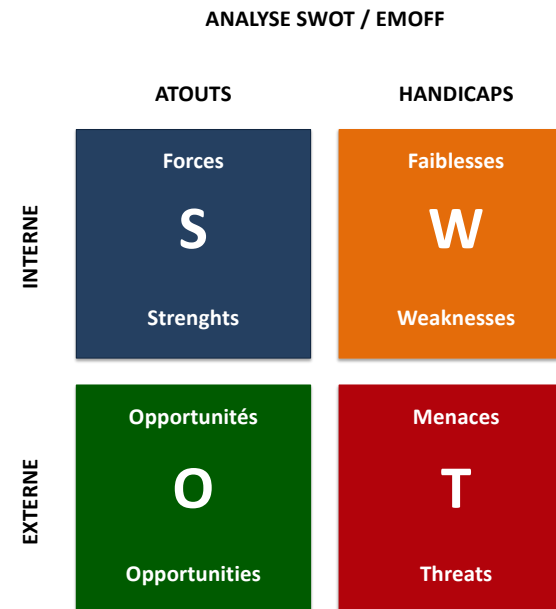 ANALYSE SWOT / EMOFF
ATOUTS
HANDICAPS
INTERNE
Forces
S
Strenghts
Faiblesses
W
Weaknesses
EXTERNE
Opportunités
O
Opportunities
Menaces
T
Threats